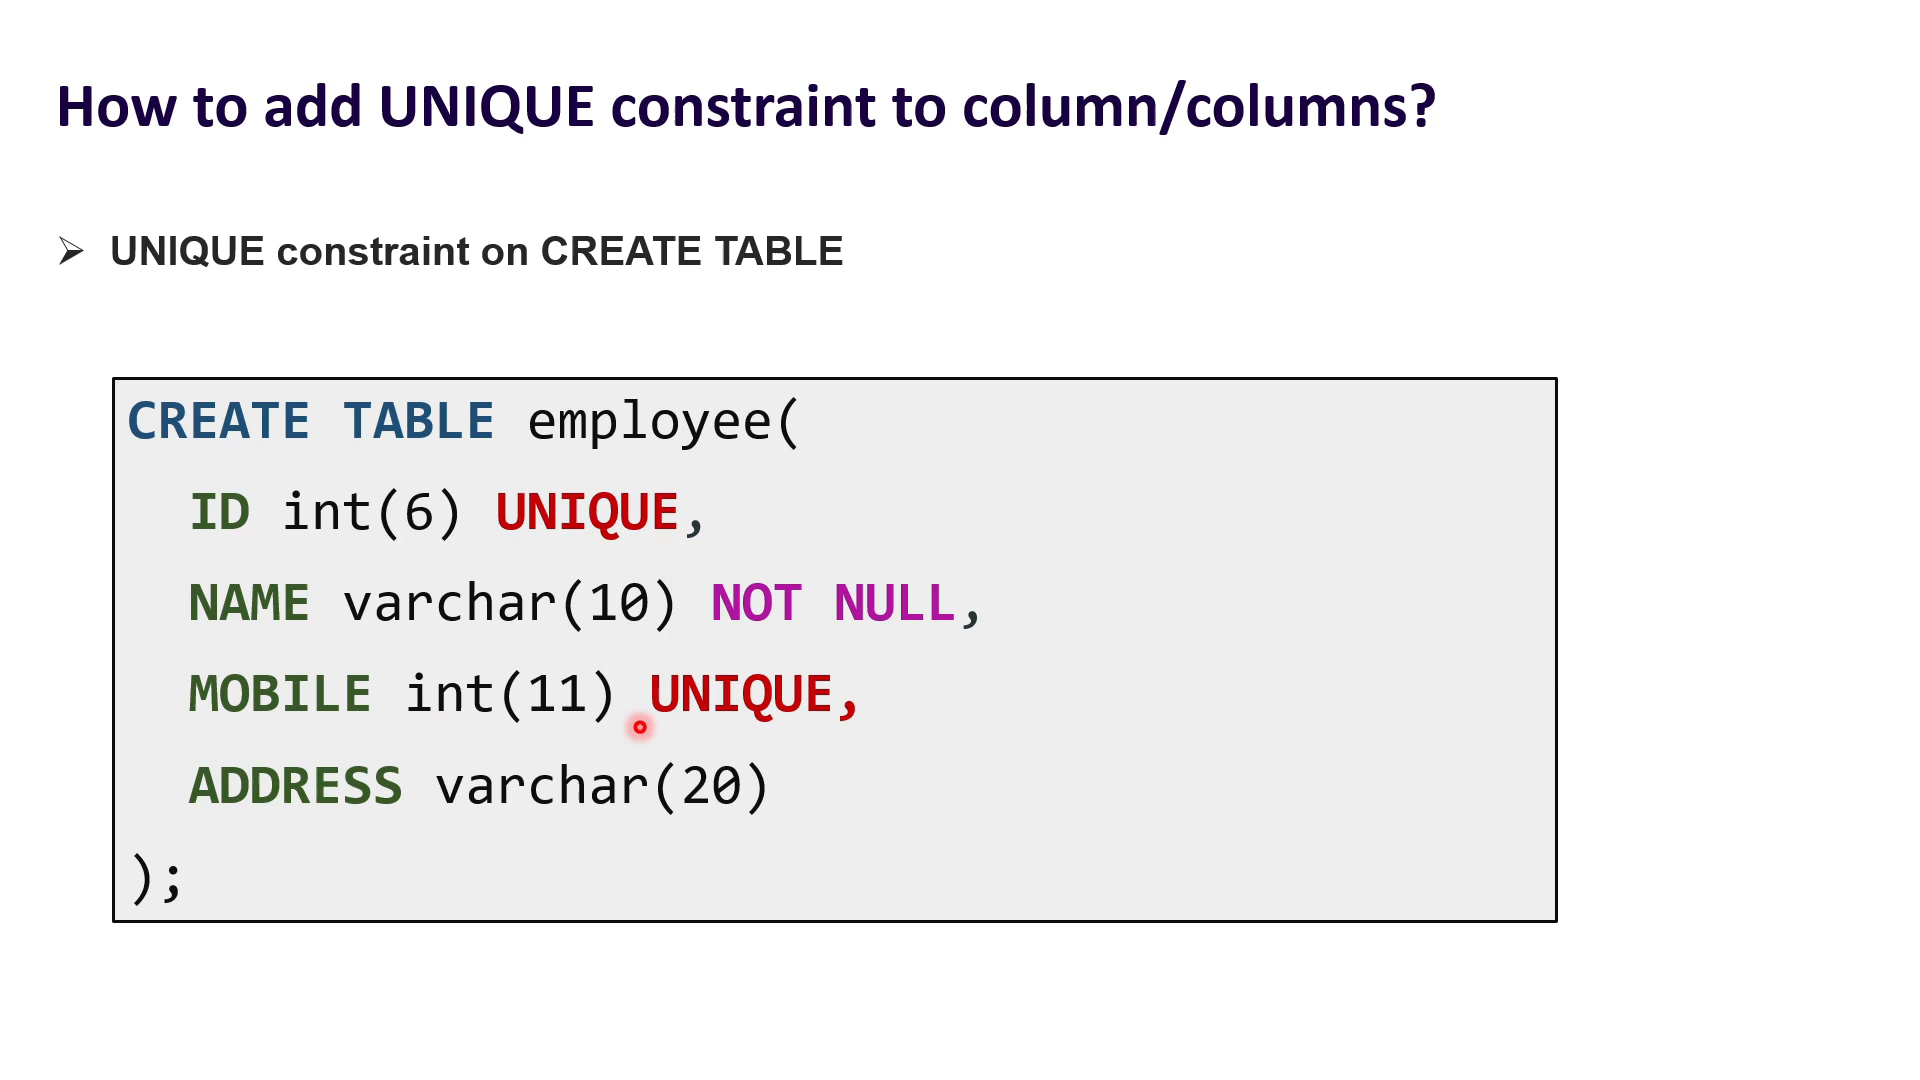 How to add UNIQUE constraint to column/columns?
UNIQUE constraint on CREATE TABLE
CREATE TABLE employee(
ID int(6) UNIQUE,
NAME varchar(10) NOT NULL,
MOBILE int(11) UNIQUE,
ADDRESS varchar(20)
);